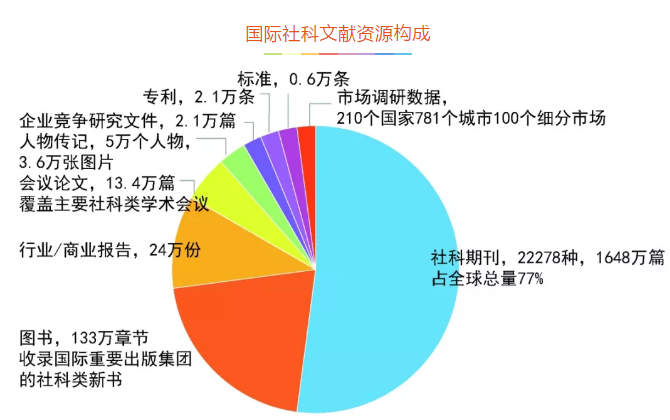 国际社科文献资源构成
标准，0.6万条
专利，2.1万条
市场调研数据，
210个国家781个城市100个细分市场
企业竞争研究文件，2.1万篇
人物传记，5万个人物，
3.6万张图片
会议论文，13.4万篇
覆盖主要社科类学术会议
行业/商业报告，24万份
社科期刊，22278种，1648万篇
占全球总量77%
图书，133万章节
收录国际重要出版集团
的社科类新书